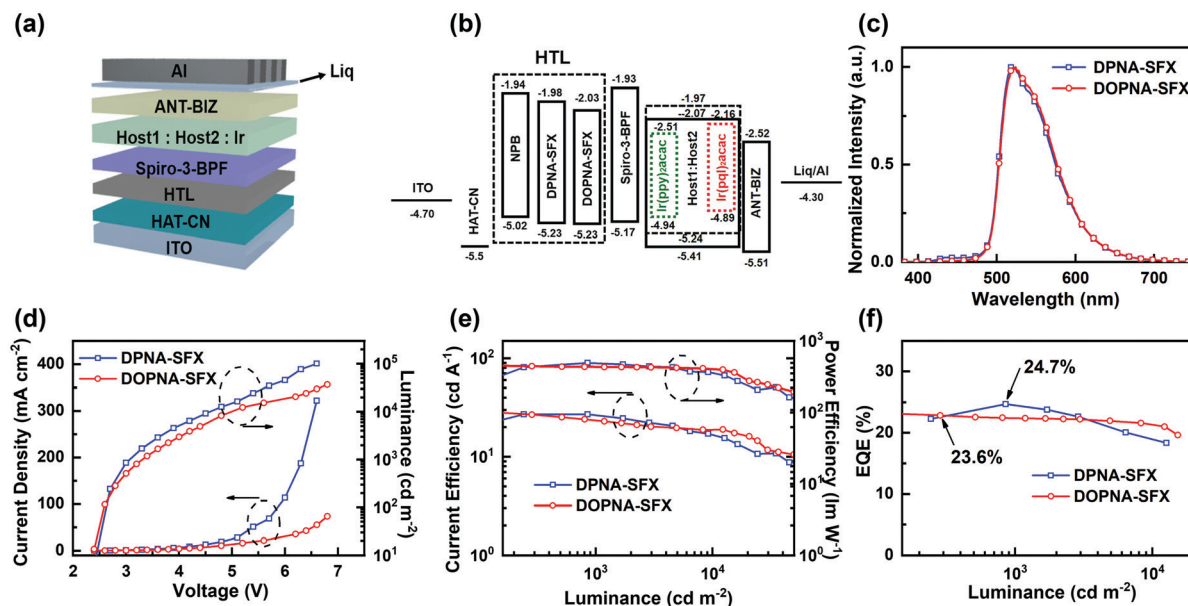 (a)
Al
Liq
ANT-BIZ
Host1 : Host2 : Ir
Spiro-3-BPF
HTL
HAT-CN
ITO
(b)
HTL
ITO
-4.70
HAT-CN
-5.5
-1.94
NPB
-5.02
-1.98
DPNA-SFX
-5.23
-2.03
DOPNA-SFX
-5.23
-1.93
Spiro-3-BPF
-5.17
-1.97
-2.07
-2.51
Ir(ppy)₂acac
-4.94
Host1:Host2
-2.16
Ir(pql)₂acac
-4.89
-5.24
-5.41
-2.52
ANT-BIZ
-5.51
Liq/Al
-4.30
(c)
Normalized Intensity (a.u.)
1.0
0.5
0.0
DPNA-SFX
DOPNA-SFX
400 500 600 700
Wavelength (nm)
(d)
Current Density (mA cm⁻²)
400
300
200
100
0
DPNA-SFX
DOPNA-SFX
10⁵
10⁴
10³
10²
10¹
Luminance (cd m⁻²)
2 3 4 5 6 7
Voltage (V)
(e)
Current Efficiency (cd A⁻¹)
10²
10¹
10⁰
DPNA-SFX
DOPNA-SFX
10³
10²
10¹
10⁰
Power Efficiency (lm W⁻¹)
10³ 10⁴
Luminance (cd m⁻²)
(f)
EQE (%)
30
20
10
0
24.7%
23.6%
DPNA-SFX
DOPNA-SFX
10³ 10⁴
Luminance (cd m⁻²)